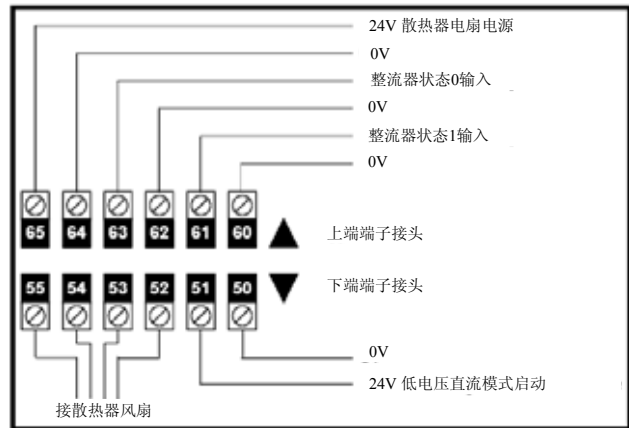 24V 散热器电扇电源
0V
整流器状态0输入
0V
整流器状态1输入
0V
65 64 63 62 61 60
上端端子接头
55 54 53 52 51 50
下端端子接头
0V
24V 低电压直流模式启动
接散热器风扇